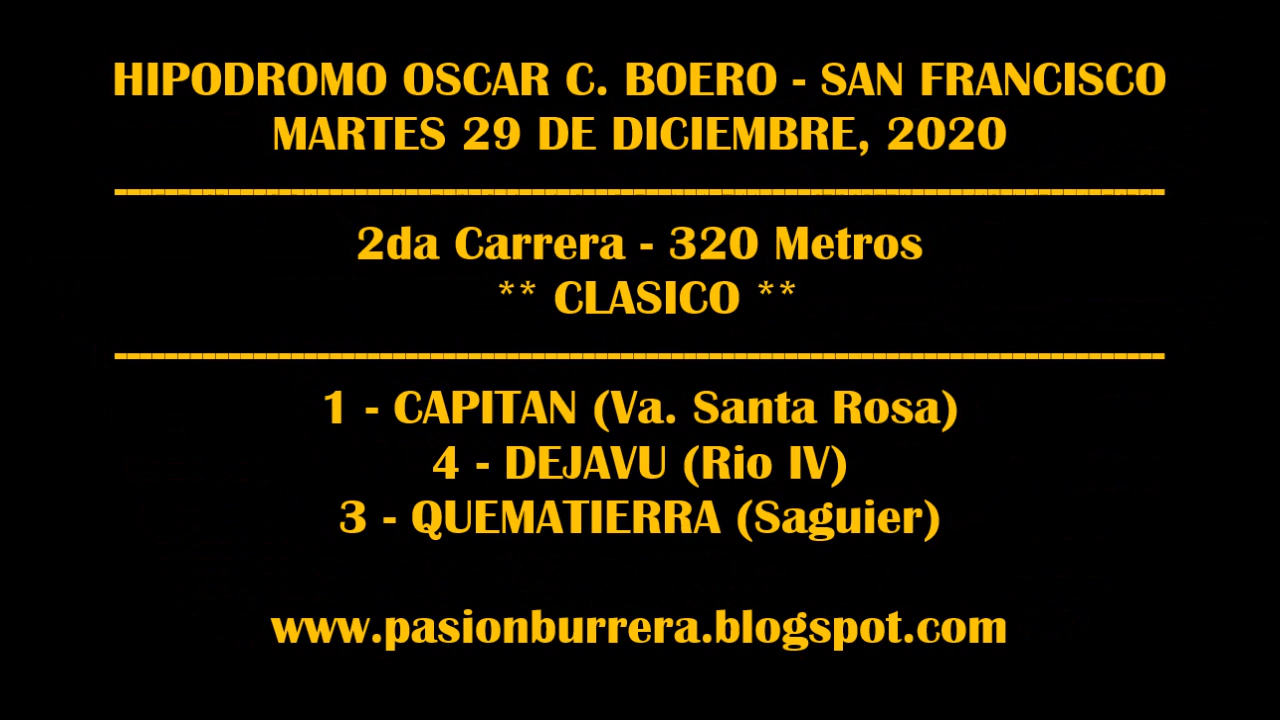 HIPODROMO OSCAR C. BOERO - SAN FRANCISCO
MARTES 29 DE DICIEMBRE, 2020
----------------------------------------------------------------------------------
2da Carrera - 320 Metros
** CLASICO **
----------------------------------------------------------------------------------
1 - CAPITAN (Va. Santa Rosa)
4 - DEJAVU (Rio IV)
3 - QUEMATIERRA (Saguier)
www.pasionburrera.blogspot.com